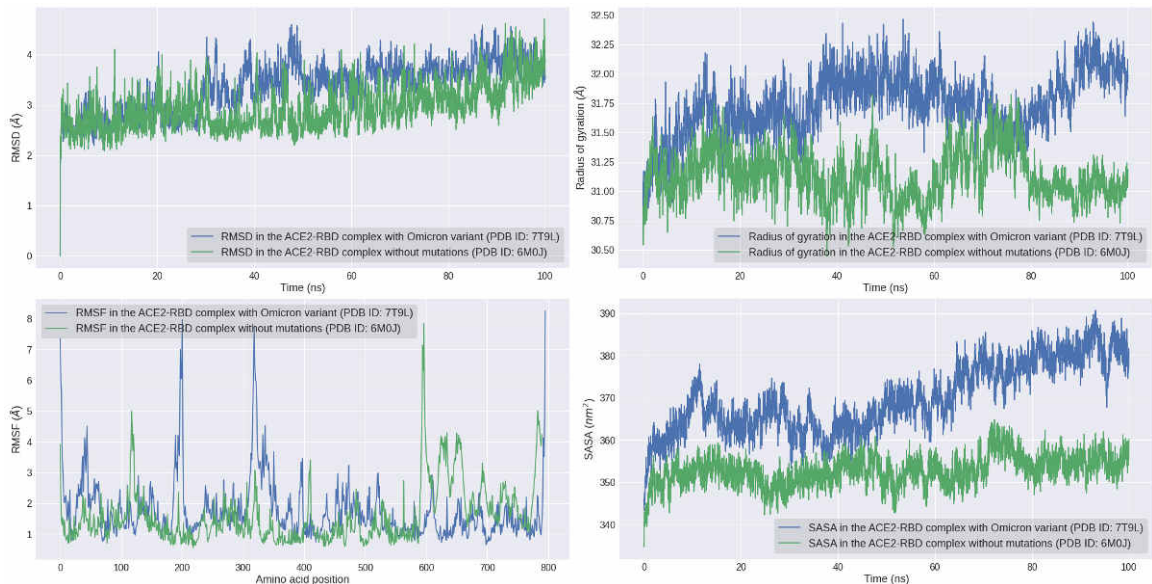 4
3
2
1
0
RMSD (Å)
RMSD in the ACE2-RBD complex with Omicron variant (PDB ID: 7T9L)
RMSD in the ACE2-RBD complex without mutations (PDB ID: 6M0J)
0 20 40 60 80 100
Time (ns)
32.50
32.25
32.00
31.75
31.50
31.25
31.00
30.75
30.50
Radius of gyration (Å)
Radius of gyration in the ACE2-RBD complex with Omicron variant (PDB ID: 7T9L)
Radius of gyration in the ACE2-RBD complex without mutations (PDB ID: 6M0J)
0 20 40 60 80 100
Time (ns)
RMSF in the ACE2-RBD complex with Omicron variant (PDB ID: 7T9L)
RMSF in the ACE2-RBD complex without mutations (PDB ID: 6M0J)
8
7
6
5
4
3
2
1
RMSF (Å)
0 100 200 300 400 500 600 700 800
Amino acid position
390
380
370
360
350
340
SASA (nm²)
SASA in the ACE2-RBD complex with Omicron variant (PDB ID: 7T9L)
SASA in the ACE2-RBD complex without mutations (PDB ID: 6M0J)
0 20 40 60 80 100
Time (ns)